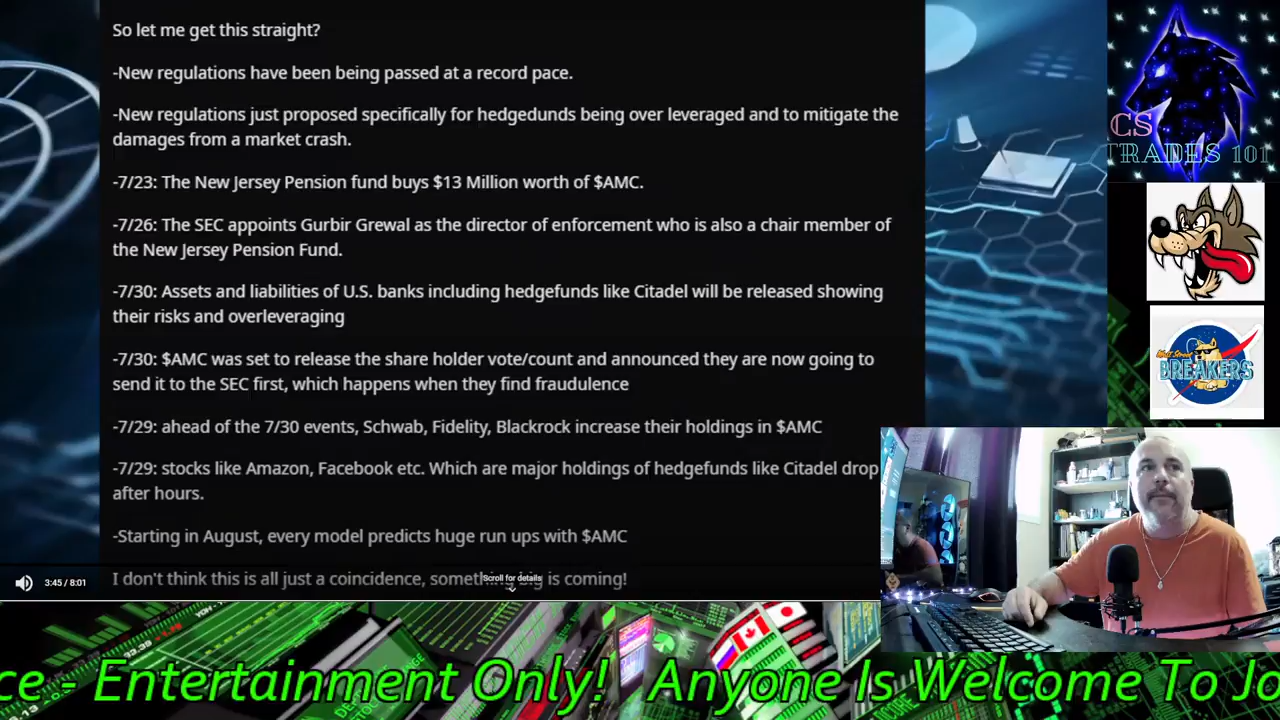 So let me get this straight?
-New regulations have been being passed at a record pace.
-New regulations just proposed specifically for hedgedunds being over leveraged and to mitigate the
damages from a market crash.
-7/23: The New Jersey Pension fund buys $13 Million worth of $AMC.
-7/26: The SEC appoints Gurbir Grewal as the director of enforcement who is also a chair member of
the New Jersey Pension Fund.
-7/30: Assets and liabilities of U.S. banks including hedgefunds like Citadel will be released showing
their risks and overleveraging
-7/30: $AMC was set to release the share holder vote/count and announced they are now going to
send it to the SEC first, which happens when they find fraudulence
-7/29: ahead of the 7/30 events, Schwab, Fidelity, Blackrock increase their holdings in $AMC
-7/29: stocks like Amazon, Facebook etc. Which are major holdings of hedgefunds like Citadel drop
after hours.
-Starting in August, every model predicts huge run ups with $AMC
I don't think this is all just a coincidence, something big is coming!
3:45 / 8:01
Scroll for details
CS
TRADES 101
Wall Street
BREAKERS
ce - Entertainment Only! Anyone Is Welcome To Jo